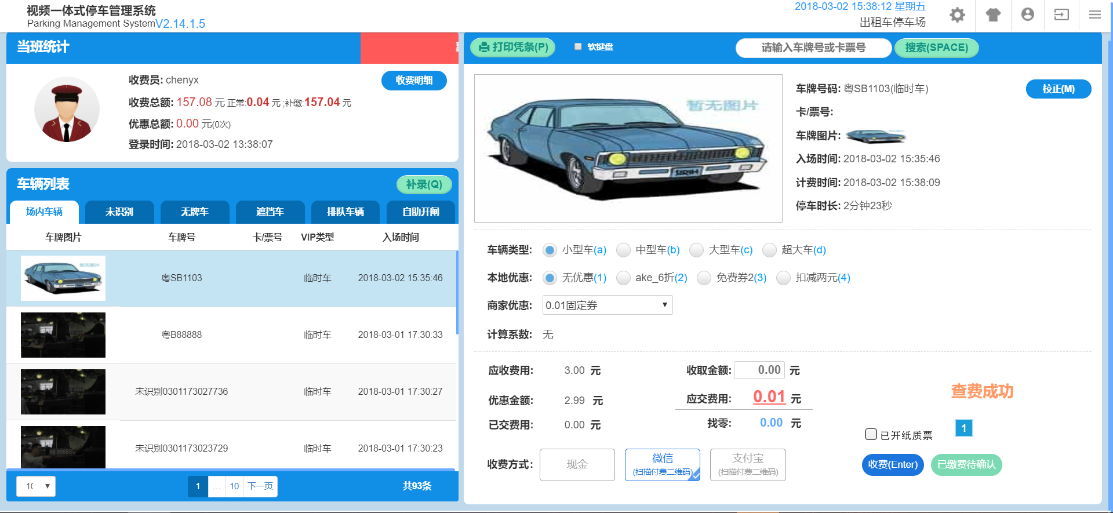 视频一体式停车管理系统
Parking Management SystemV2.14.1.5
2018-03-02 15:38:12 星期五
出租车停车场
当班统计
收费员: chenyx
收费明细
收费总额: 157.08 元 正常:0.04 元 补缴:157.04 元
优惠总额: 0.00 元(0次)
登录时间: 2018-03-02 13:38:07
车辆列表
补录(Q)
场内车辆 未识别 无牌车 遮挡车 排队车辆 自助开闸
车牌图片 车牌号 卡/票号 VIP类型 入场时间
粤SB1103 临时车 2018-03-02 15:35:46
粤B88888 临时车 2018-03-01 17:30:33
未识别0301173027736 临时车 2018-03-01 17:30:27
未识别0301173023729 临时车 2018-03-01 17:30:23
1 ... 10 下一页 共93条
打印凭条(P) 软键盘 请输入车牌号或卡票号 搜索(SPACE)
暂无图片
车牌号码: 粤SB1103(临时车) 校正(M)
卡/票号:
车牌图片:
入场时间: 2018-03-02 15:35:46
计费时间: 2018-03-02 15:38:09
停车时长: 2分钟23秒
车辆类型: 小型车(a) 中型车(b) 大型车(c) 超大车(d)
本地优惠: 无优惠(1) ake_6折(2) 免费券2(3) 扣减两元(4)
商家优惠: 0.01固定券
计算系数: 无
应收费用: 3.00 元 收取金额: 0.00 元
优惠金额: 2.99 元 应交费用: 0.01 元
已交费用: 0.00 元 找零: 0.00 元
查费成功
已开纸质票 1
收费方式: 现金 微信 (扫描付费二维码) 支付宝 (扫描付费二维码)
收费(Enter) 已缴费待确认